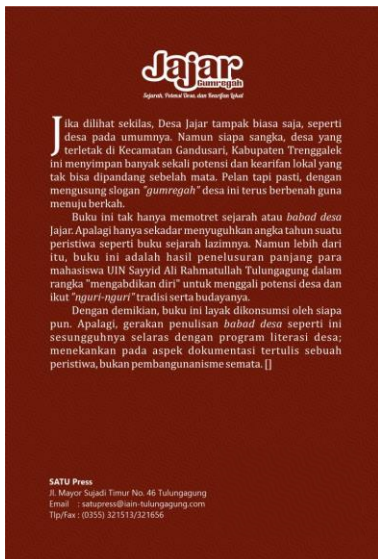 Jajar
Gumregah
Sejarah, Potensi Desa, dan Kearifan Lokal
Jika dilihat sekilas, Desa Jajar tampak biasa saja, seperti
desa pada umumnya. Namun siapa sangka, desa yang
terletak di Kecamatan Gandusari, Kabupaten Trenggalek
ini menyimpan banyak sekali potensi dan kearifan lokal yang
tak bisa dipandang sebelah mata. Pelan tapi pasti, dengan
mengusung slogan "gumregah" desa ini terus berbenah guna
menuju berkah.
Buku ini tak hanya memotret sejarah atau babad desa
Jajar. Apalagi hanya sekadar menyuguhkan angka tahun suatu
peristiwa seperti buku sejarah lazimnya. Namun lebih dari
itu, buku ini adalah hasil penelusuran panjang para
mahasiswa UIN Sayyid Ali Rahmatullah Tulungagung dalam
rangka "mengabdikan diri" untuk menggali potensi desa dan
ikut "nguri-nguri" tradisi serta budayanya.
Dengan demikian, buku ini layak dikonsumsi oleh siapa
pun. Apalagi, gerakan penulisan babad desa seperti ini
sesungguhnya selaras dengan program literasi desa;
menekankan pada aspek dokumentasi tertulis sebuah
peristiwa, bukan pembangunanisme semata. []
SATU Press
Jl. Mayor Sujadi Timur No. 46 Tulungagung
Email : satupress@iain-tulungagung.com
Tlp/Fax : (0355) 321513/321656